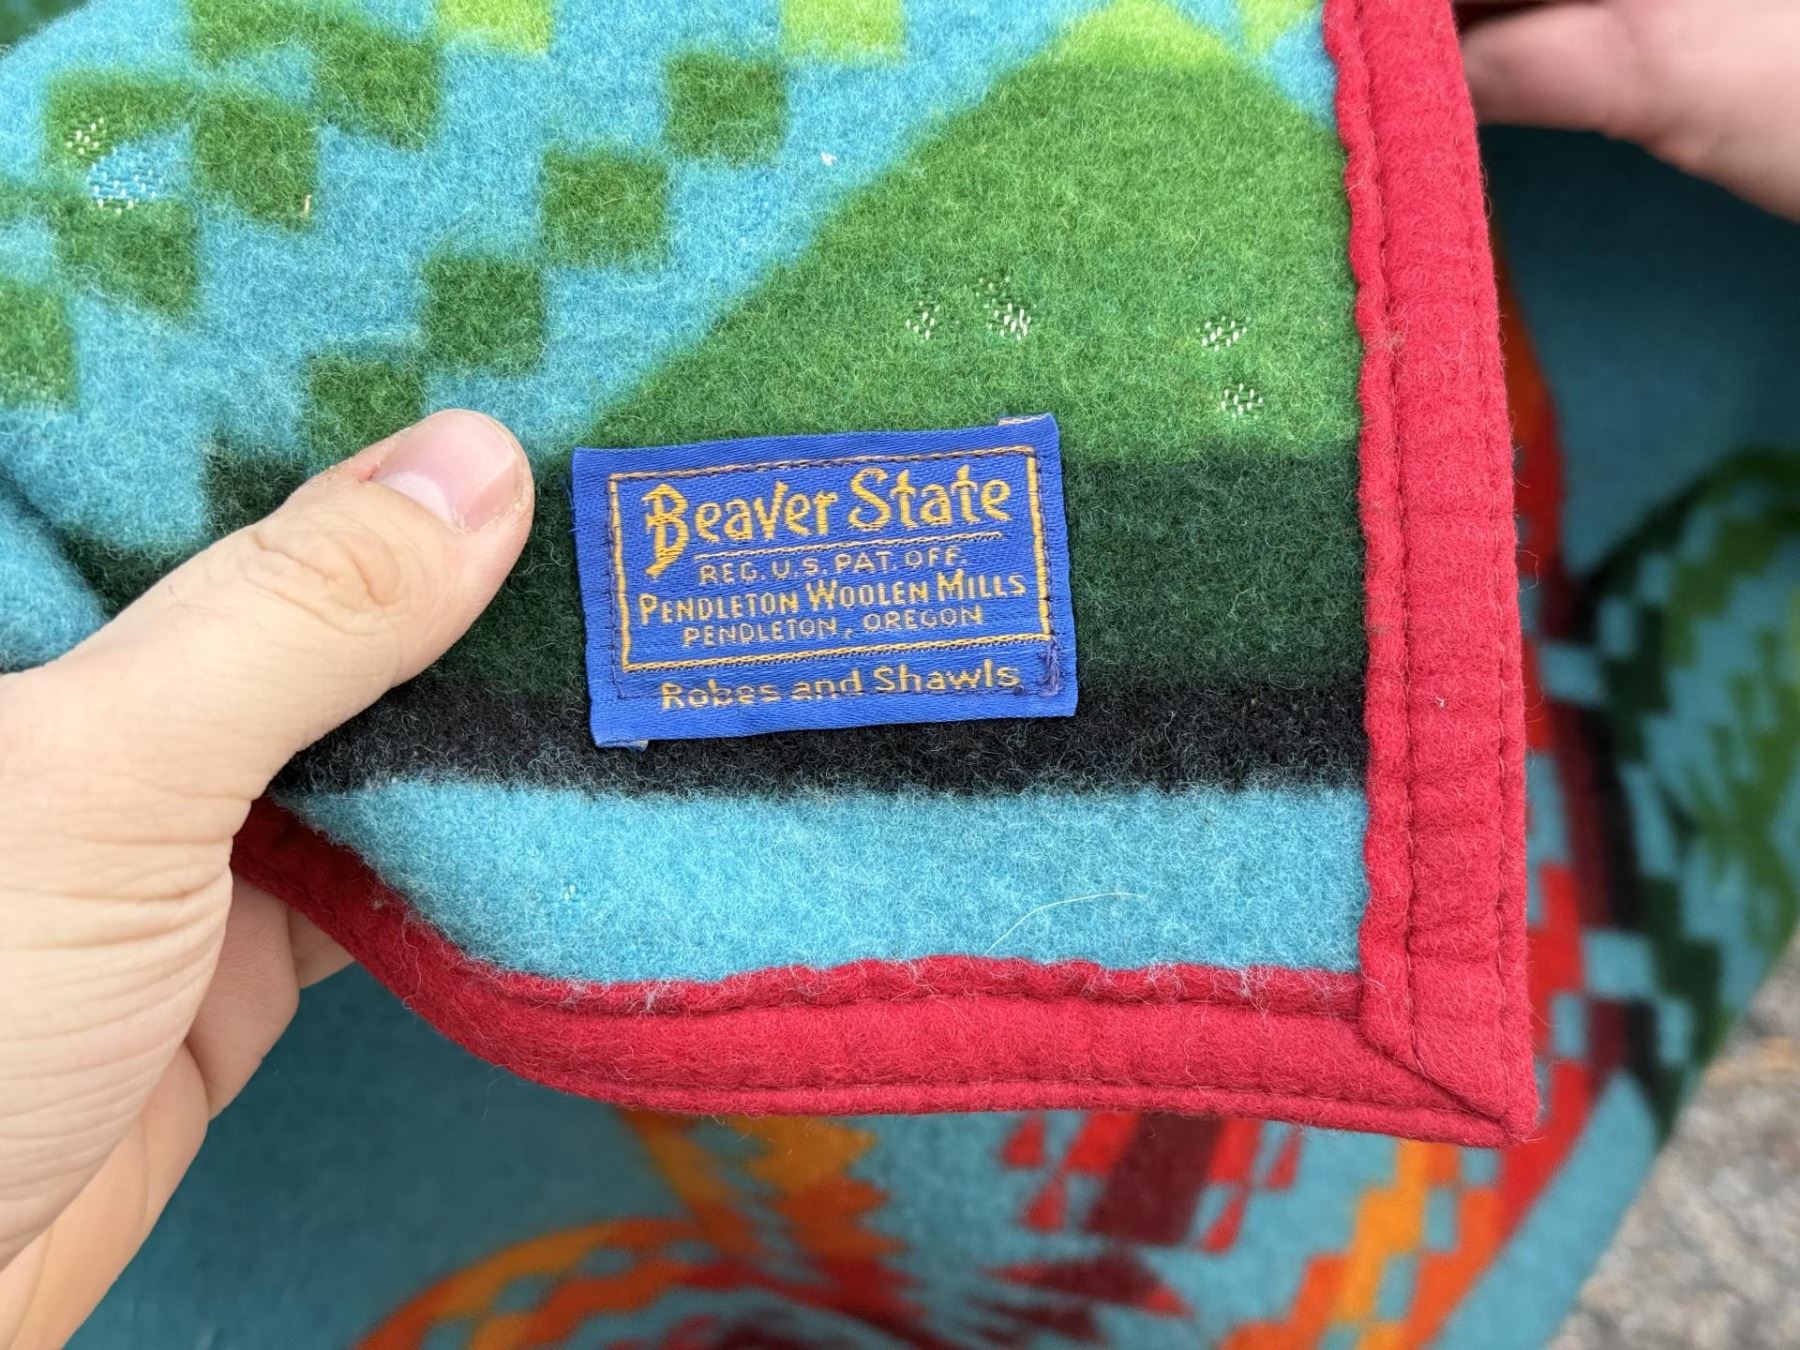 Beaver State
REG. U.S. PAT. OFF.
PENDLETON WOOLEN MILLS
PENDLETON, OREGON
Robes and Shawls